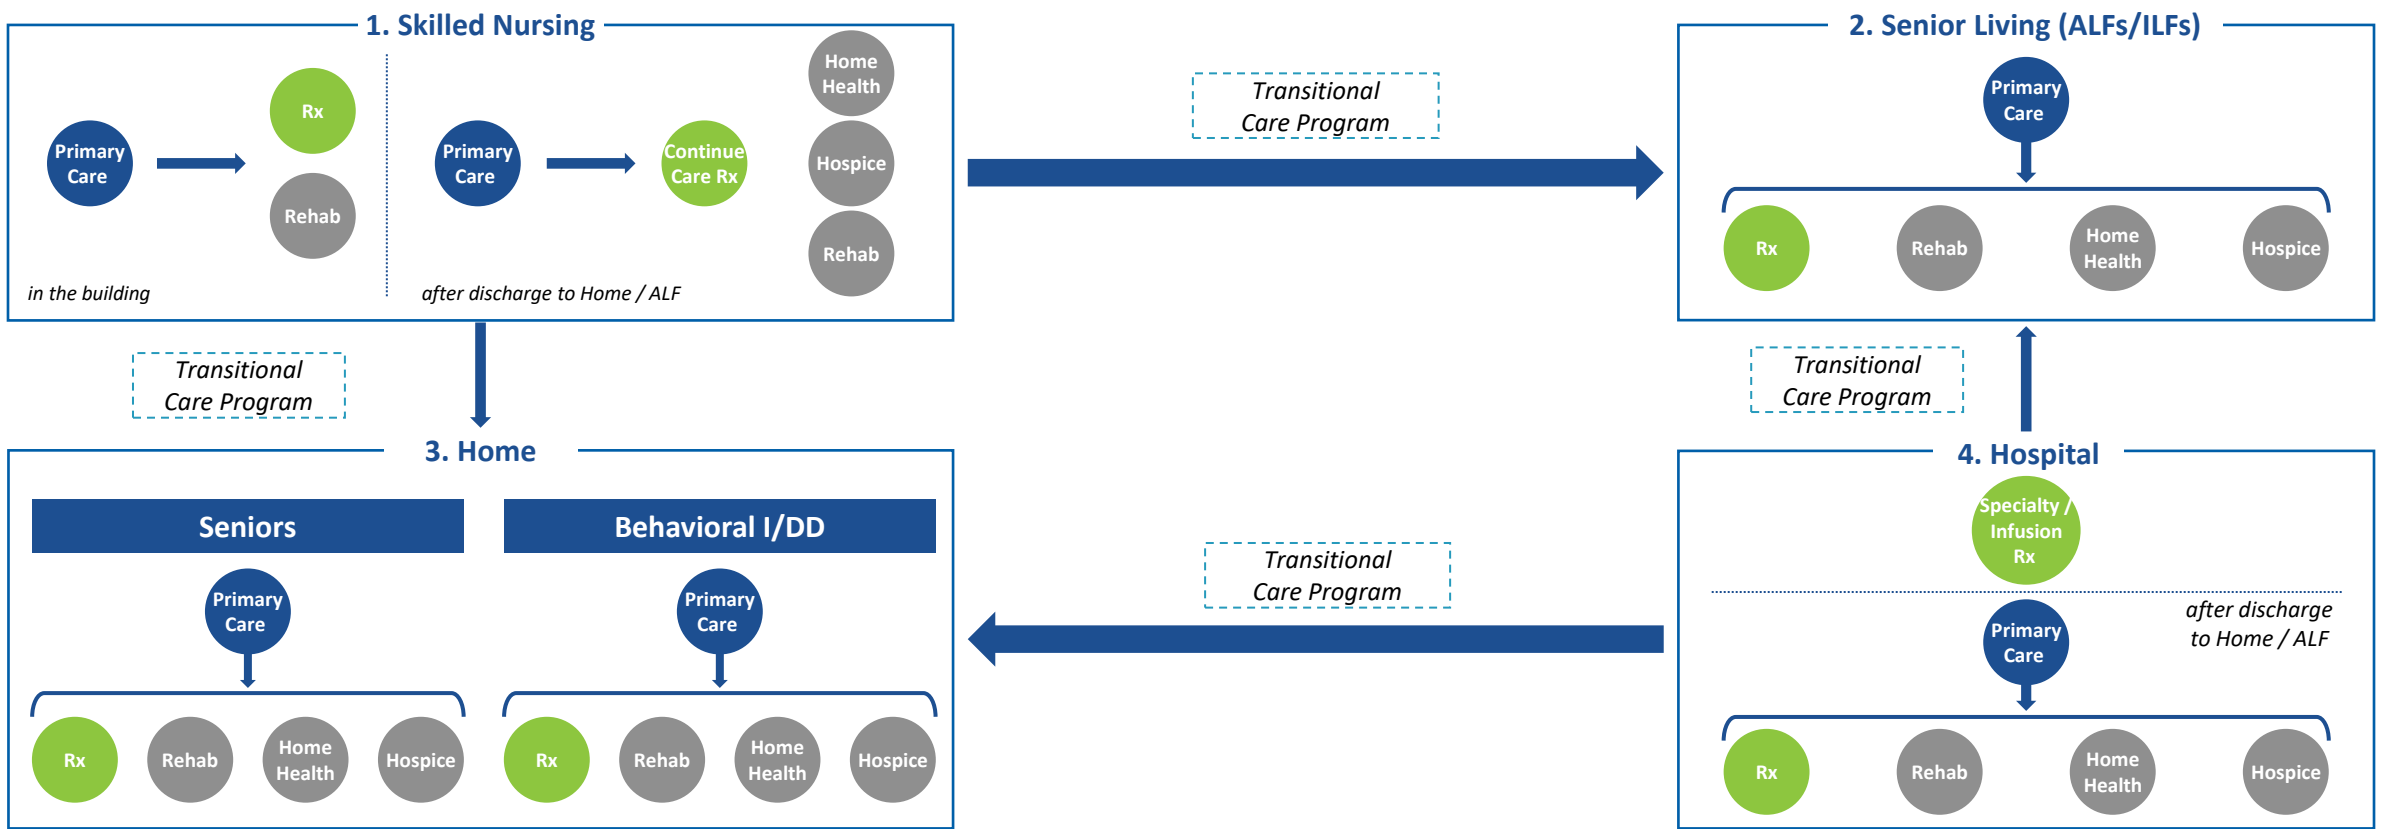 1. Skilled Nursing
Primary
Care
Rx
Rehab
in the building
Primary
Care
Continue
Care Rx
Home
Health
Hospice
Rehab
after discharge to Home / ALF
Transitional
Care Program
2. Senior Living (ALFs/ILFs)
Primary
Care
Rx
Rehab
Home
Health
Hospice
Transitional
Care Program
Transitional
Care Program
3. Home
Seniors
Primary
Care
Rx
Rehab
Home
Health
Hospice
Behavioral I/DD
Primary
Care
Rx
Rehab
Home
Health
Hospice
Transitional
Care Program
4. Hospital
Specialty /
Infusion
Rx
after discharge
to Home / ALF
Primary
Care
Rx
Rehab
Home
Health
Hospice